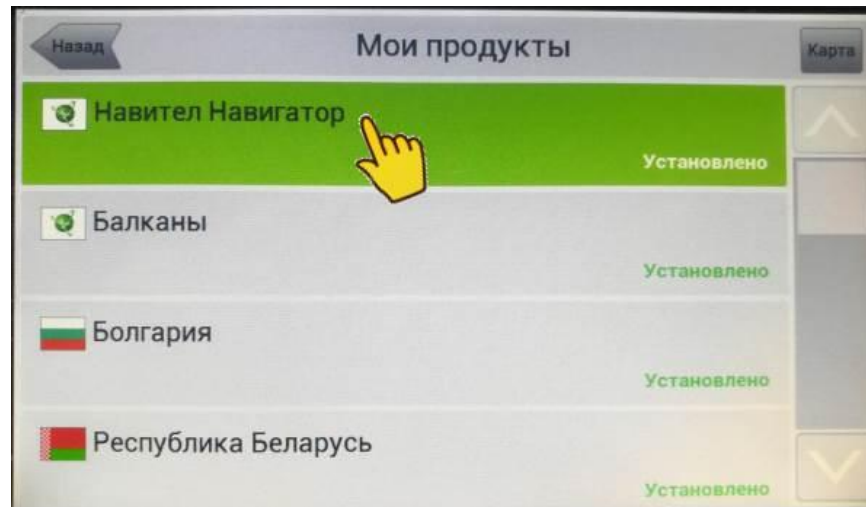 Назад
Мои продукты
Карта
Навител Навигатор
Установлено
Балканы
Установлено
Болгария
Установлено
Республика Беларусь
Установлено